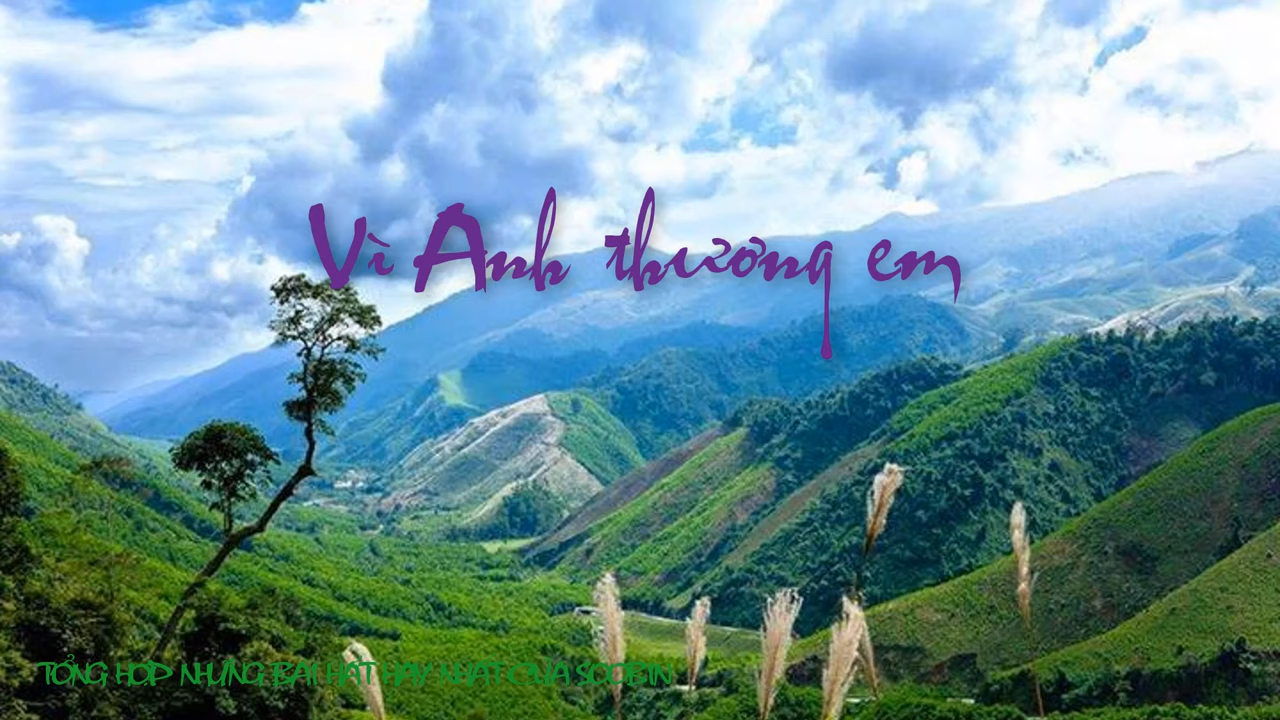 Vì Anh thương em
TỔNG HỢP NHỮNG BÀI HÁT HAY NHẤT CỦA SOOBIN